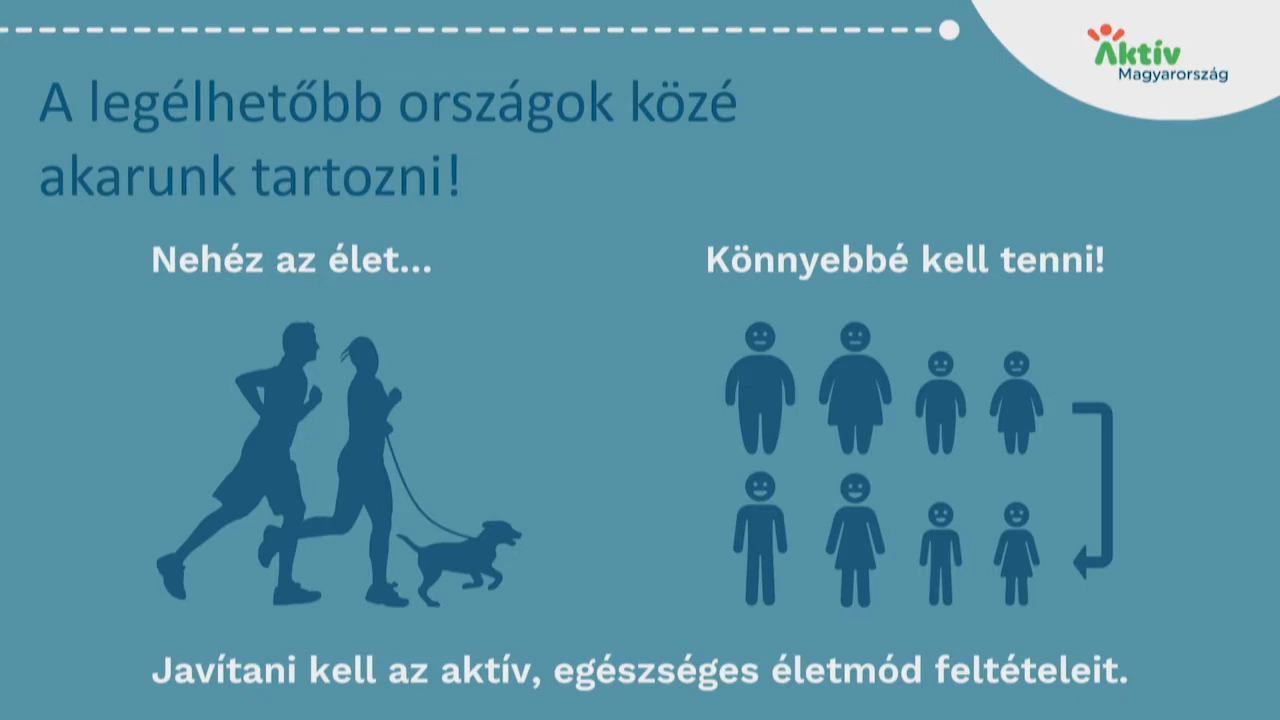 Aktív
Magyarország
A legélhetőbb országok közé
akarunk tartozni!
Nehéz az élet...
Könnyebbé kell tenni!
Javítani kell az aktív, egészséges életmód feltételeit.